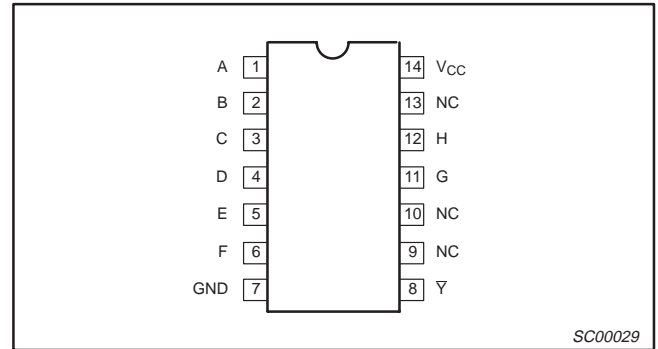 A 1 14 VCC
B 2 13 NC
C 3 12 H
D 4 11 G
E 5 10 NC
F 6 9 NC
GND 7 8 Y̅
SC00029